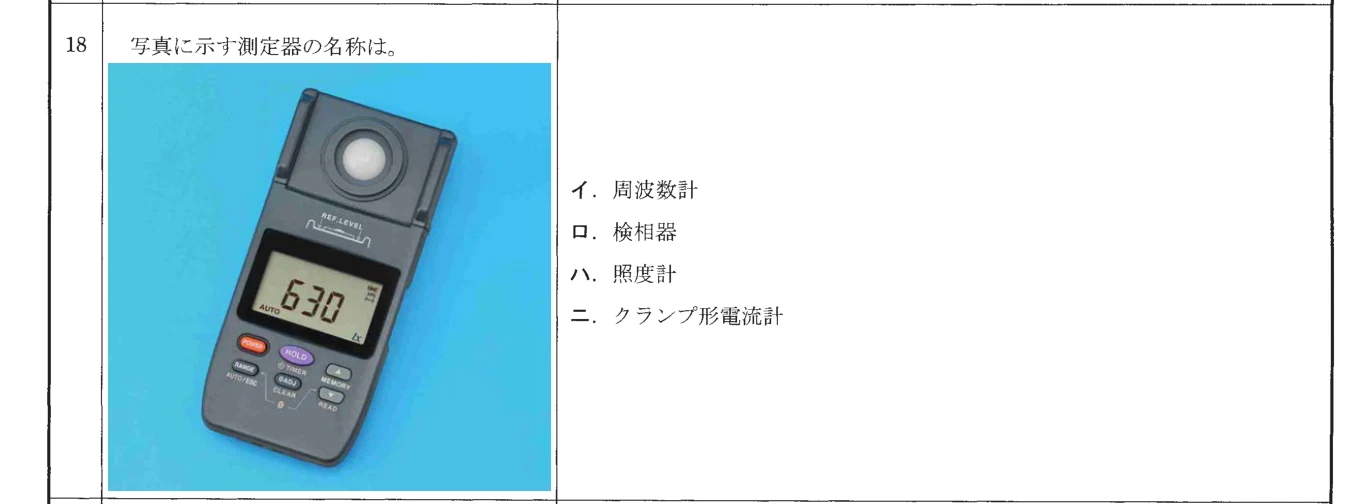 18 写真に示す測定器の名称は。
REF.LEVEL
630
AUTO
lx
POWER
HOLD
TIMER
RANGE
0ADJ
MEMORY
AUTO/ESC
CLEAR
READ
イ. 周波数計
ロ. 検相器
ハ. 照度計
ニ. クランプ形電流計